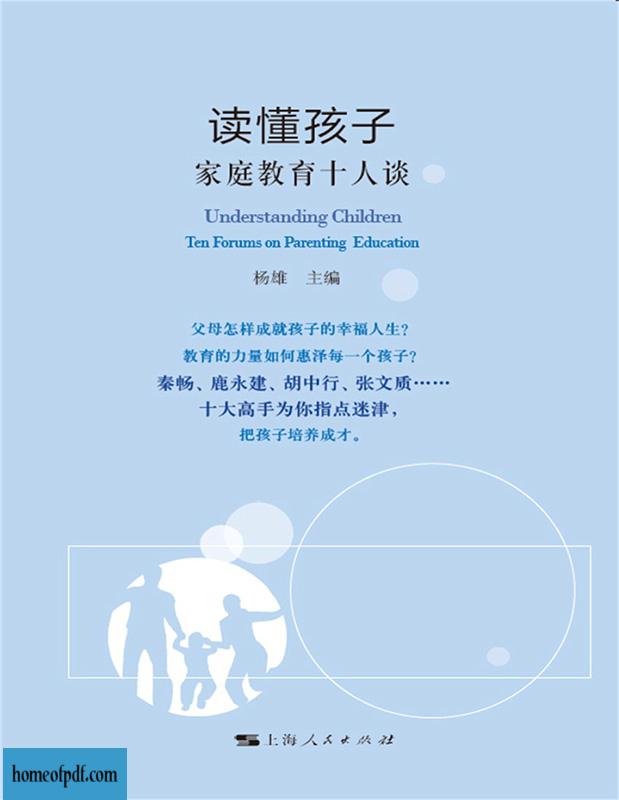 读懂孩子
家庭教育十人谈
Understanding Children
Ten Forums on Parenting Education
杨雄 主编
父母怎样成就孩子的幸福人生?
教育的力量如何惠泽每一个孩子?
秦畅、鹿永建、胡中行、张文质……
十大高手为你指点迷津,
把孩子培养成才。
上海人民出版社
homeofpdf.com